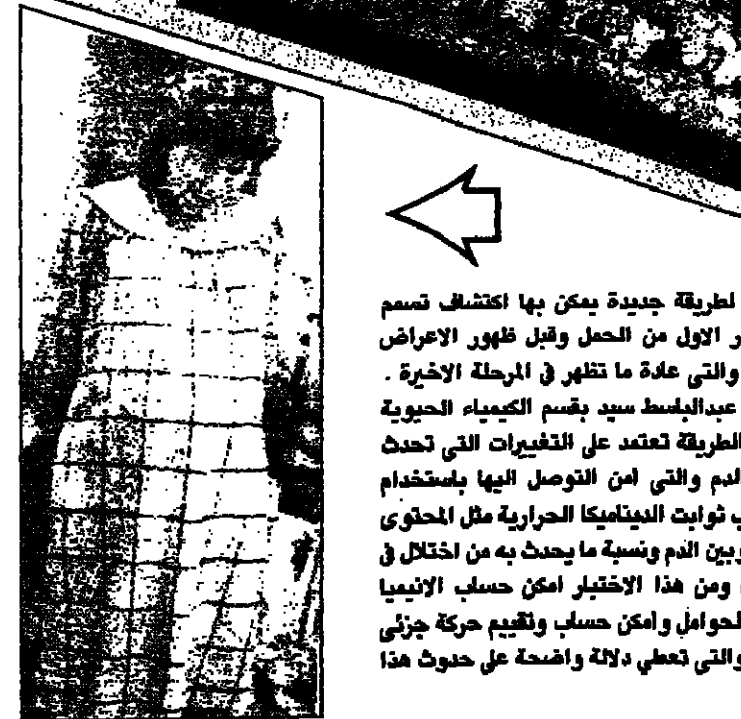 لطريقة جديدة يمكن بها اكتشاف تسمم
ر الاول من الحمل وقبل ظهور الاعراض
والتي عادة ما تظهر في المرحلة الاخيرة .
عبدالباسط سيد بقسم الكيمياء الحيوية
الطريقة تعتمد على التغييرات التي تحدث
الدم والتي امن التوصل اليها باستخدام
ب ثوابت الديناميكا الحرارية مثل المحتوى
وبين الدم ونسبة ما يحدث به من اختلال في
ومن هذا الاختبار امكن حساب الانيميا
لحوامل وأمكن حساب وتقييم حركة جزئى
والتي تعطي دلالة واضحة على حدوث هذا